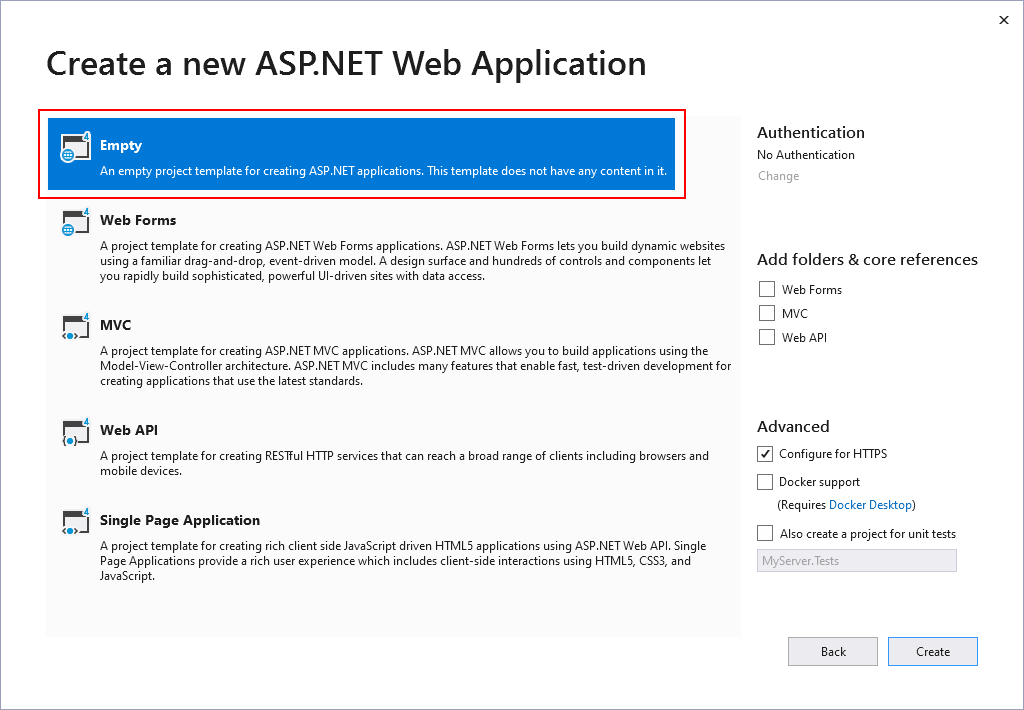 Create a new ASP.NET Web Application
Empty
An empty project template for creating ASP.NET applications. This template does not have any content in it.
Web Forms
A project template for creating ASP.NET Web Forms applications. ASP.NET Web Forms lets you build dynamic websites
using a familiar drag-and-drop, event-driven model. A design surface and hundreds of controls and components let
you rapidly build sophisticated, powerful UI-driven sites with data access.
MVC
A project template for creating ASP.NET MVC applications. ASP.NET MVC allows you to build applications using the
Model-View-Controller architecture. ASP.NET MVC includes many features that enable fast, test-driven development for
creating applications that use the latest standards.
Web API
A project template for creating RESTful HTTP services that can reach a broad range of clients including browsers and
mobile devices.
Single Page Application
A project template for creating rich client side JavaScript driven HTML5 applications using ASP.NET Web API. Single
Page Applications provide a rich user experience which includes client-side interactions using HTML5, CSS3, and
JavaScript.
Authentication
No Authentication
Change
Add folders & core references
Web Forms
MVC
Web API
Advanced
Configure for HTTPS
Docker support
(Requires Docker Desktop)
Also create a project for unit tests
MyServer.Tests
Back
Create